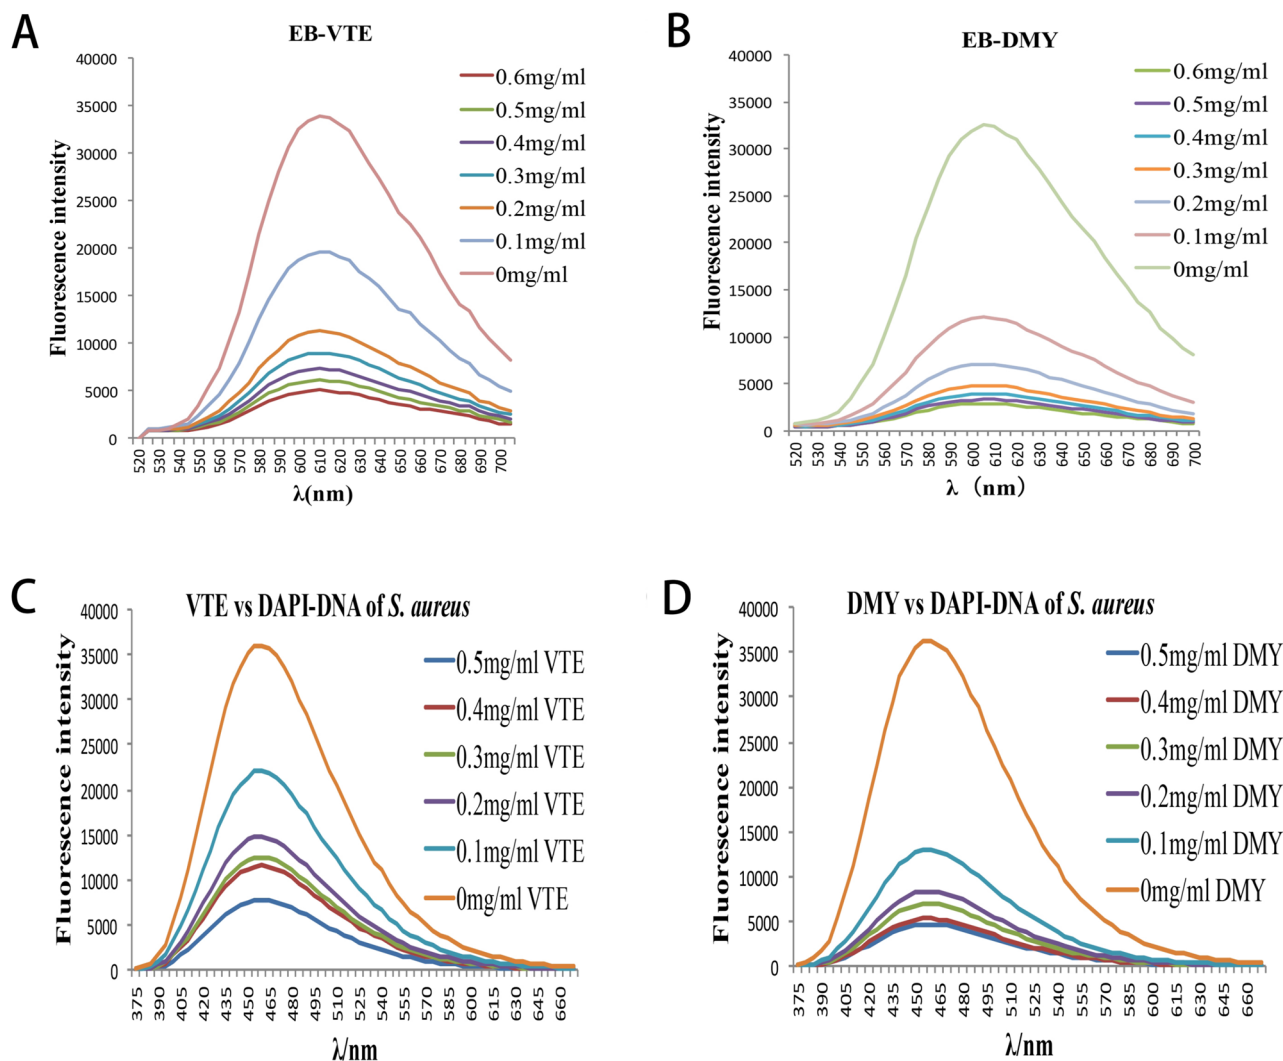 A
EB-VTE
Fluorescence intensity
40000
35000
30000
25000
20000
15000
10000
5000
0
520 530 540 550 560 570 580 590 600 610 620 630 640 650 660 670 680 690 700
λ(nm)
0.6mg/ml
0.5mg/ml
0.4mg/ml
0.3mg/ml
0.2mg/ml
0.1mg/ml
0mg/ml
B
EB-DMY
Fluorescence intensity
40000
35000
30000
25000
20000
15000
10000
5000
0
520 530 540 550 560 570 580 590 600 610 620 630 640 650 660 670 680 690 700
λ（nm）
0.6mg/ml
0.5mg/ml
0.4mg/ml
0.3mg/ml
0.2mg/ml
0.1mg/ml
0mg/ml
C
VTE vs DAPI-DNA of S. aureus
Fluorescence intensity
40000
35000
30000
25000
20000
15000
10000
5000
0
375 390 405 420 435 450 465 480 495 510 525 540 555 570 585 600 615 630 645 660
λ/nm
0.5mg/ml VTE
0.4mg/ml VTE
0.3mg/ml VTE
0.2mg/ml VTE
0.1mg/ml VTE
0mg/ml VTE
D
DMY vs DAPI-DNA of S. aureus
Fluorescence intensity
40000
35000
30000
25000
20000
15000
10000
5000
0
375 390 405 420 435 450 465 480 495 510 525 540 555 570 585 600 615 630 645 660
λ/nm
0.5mg/ml DMY
0.4mg/ml DMY
0.3mg/ml DMY
0.2mg/ml DMY
0.1mg/ml DMY
0mg/ml DMY